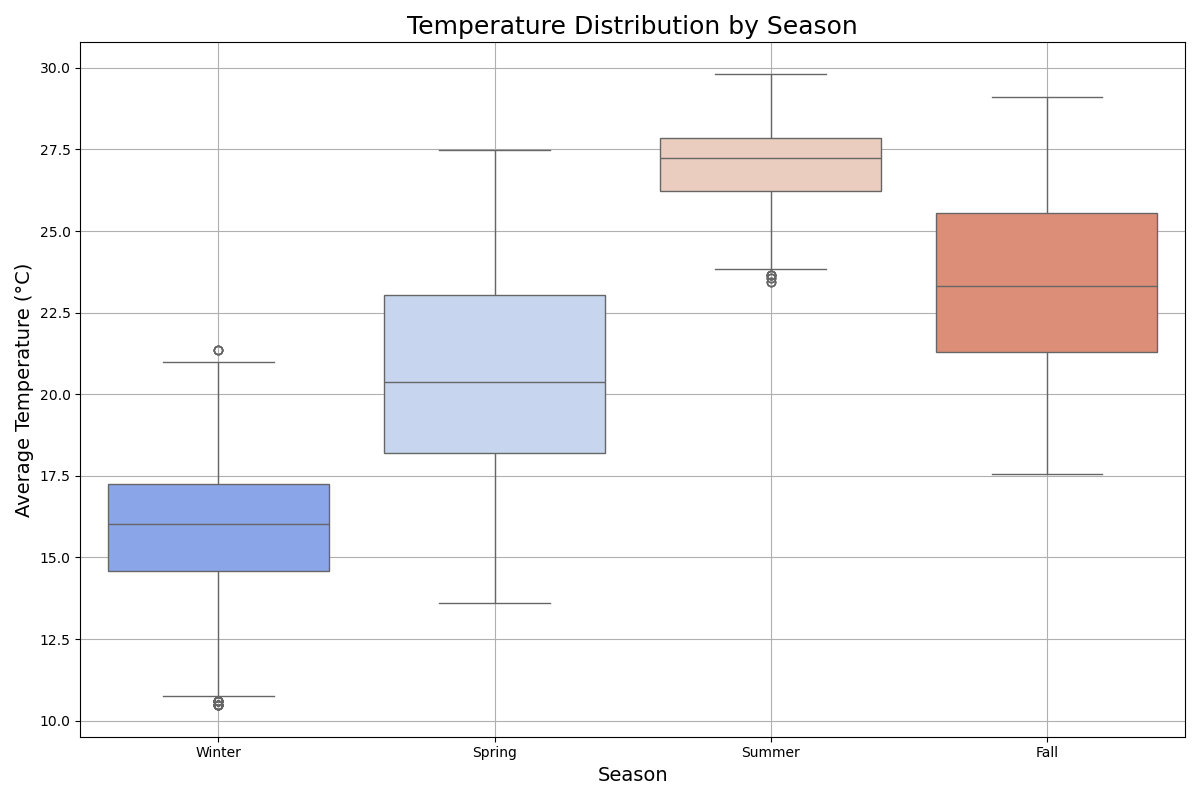 Temperature Distribution by Season
Average Temperature (°C)
30.0
27.5
25.0
22.5
20.0
17.5
15.0
12.5
10.0
Winter Spring Summer Fall
Season